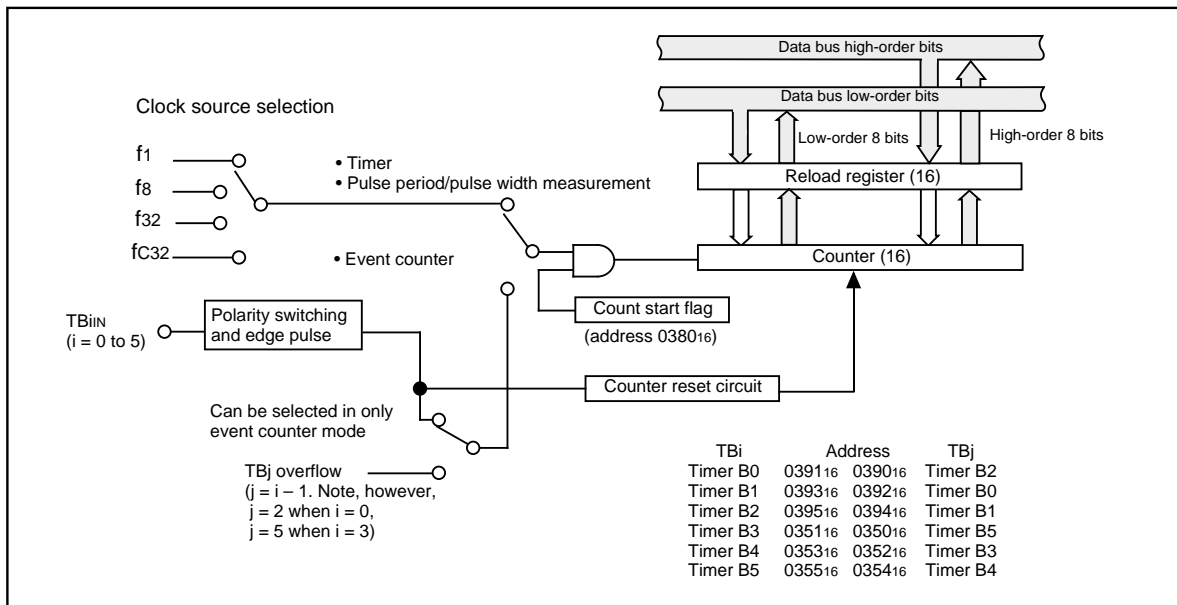 Data bus high-order bits
Clock source selection
Data bus low-order bits
Low-order 8 bits
High-order 8 bits
f1
f8
f32
fC32
• Timer
• Pulse period/pulse width measurement
Reload register (16)
• Event counter
Counter (16)
Count start flag
(address 038016)
TBiIN
(i = 0 to 5)
Polarity switching
and edge pulse
Counter reset circuit
Can be selected in only
event counter mode
TBj overflow
(j = i – 1. Note, however,
j = 2 when i = 0,
j = 5 when i = 3)
TBi Address TBj
Timer B0 039116 039016 Timer B2
Timer B1 039316 039216 Timer B0
Timer B2 039516 039416 Timer B1
Timer B3 035116 035016 Timer B5
Timer B4 035316 035216 Timer B3
Timer B5 035516 035416 Timer B4